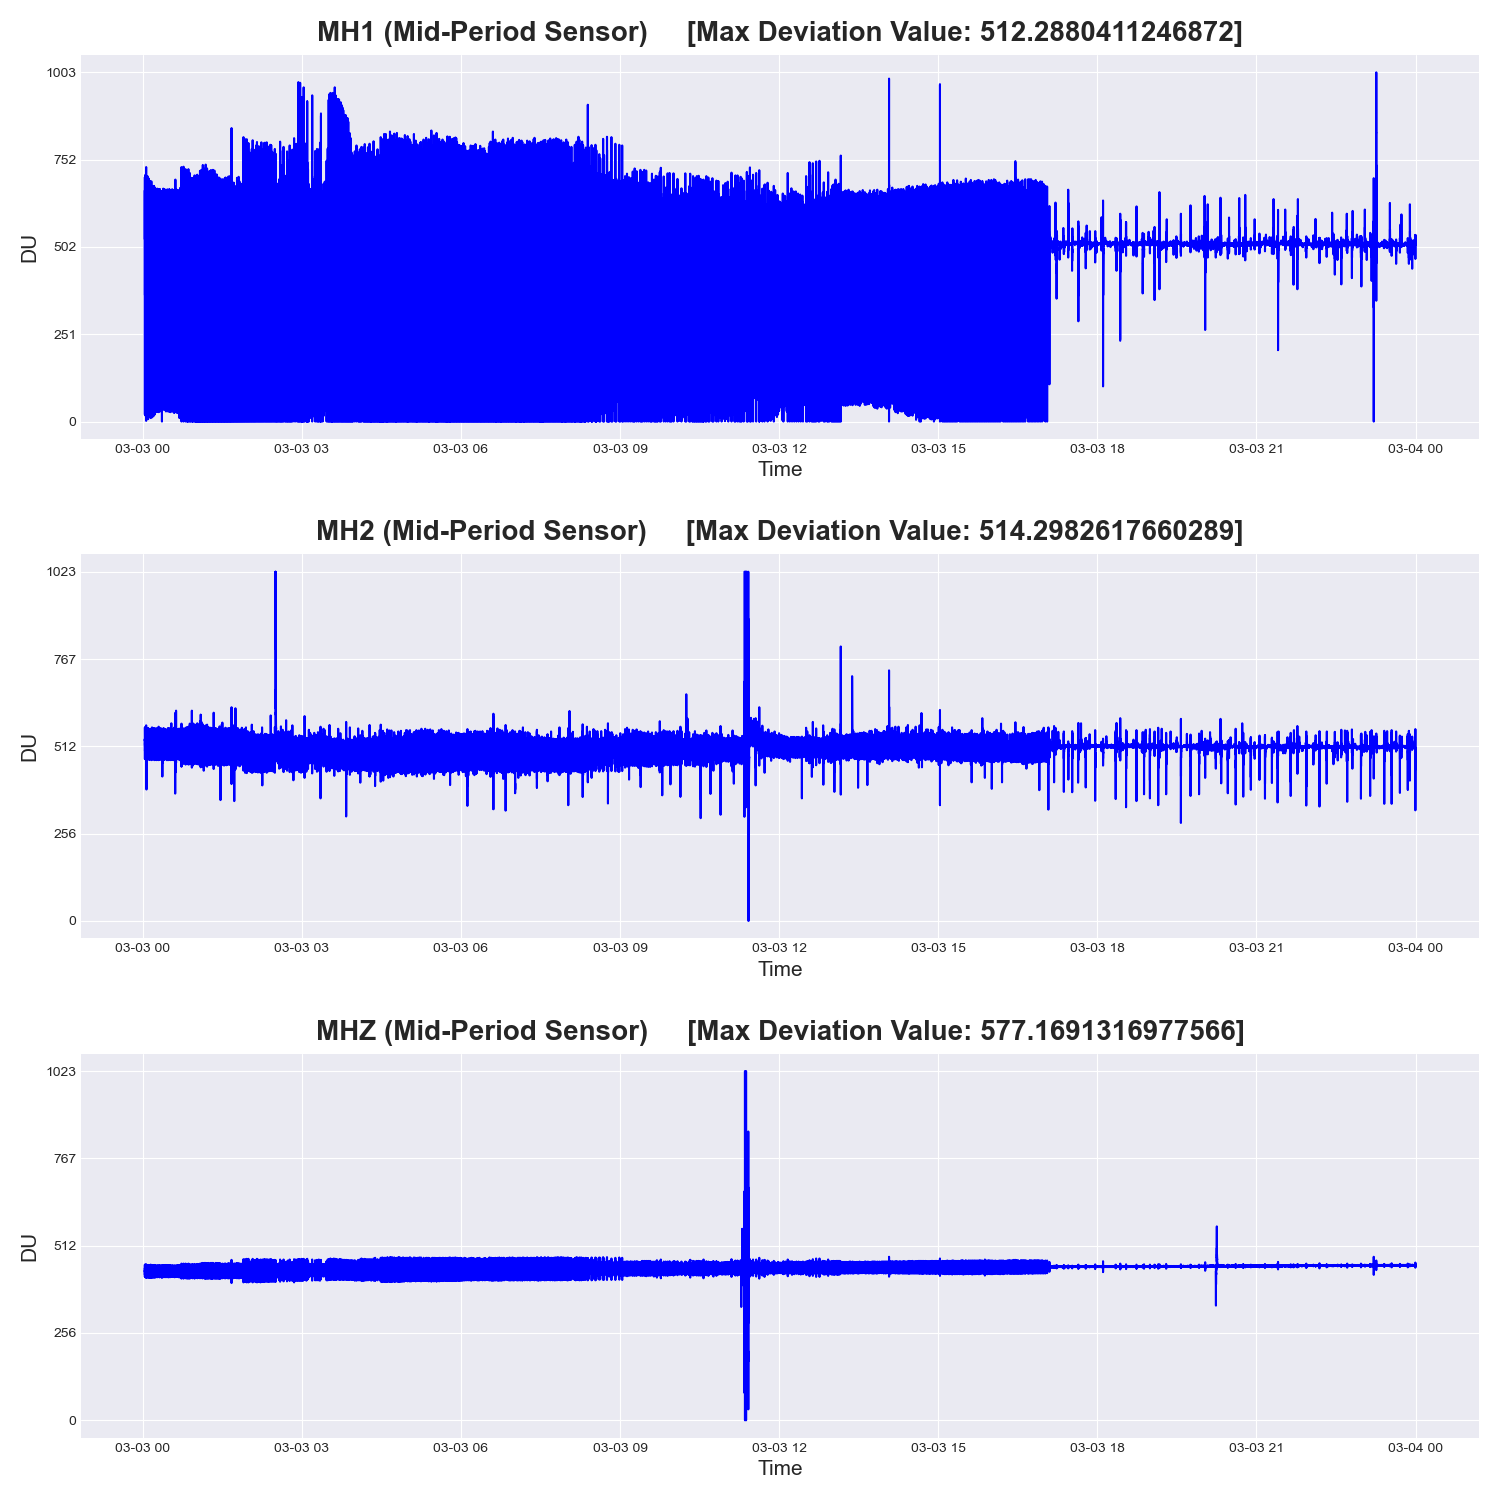 MH1 (Mid-Period Sensor) [Max Deviation Value: 512.2880411246872]
1003
752
502
251
0
DU
03-03 00 03-03 03 03-03 06 03-03 09 03-03 12 03-03 15 03-03 18 03-03 21 03-04 00
Time
MH2 (Mid-Period Sensor) [Max Deviation Value: 514.2982617660289]
1023
767
512
256
0
DU
03-03 00 03-03 03 03-03 06 03-03 09 03-03 12 03-03 15 03-03 18 03-03 21 03-04 00
Time
MHZ (Mid-Period Sensor) [Max Deviation Value: 577.1691316977566]
1023
767
512
256
0
DU
03-03 00 03-03 03 03-03 06 03-03 09 03-03 12 03-03 15 03-03 18 03-03 21 03-04 00
Time